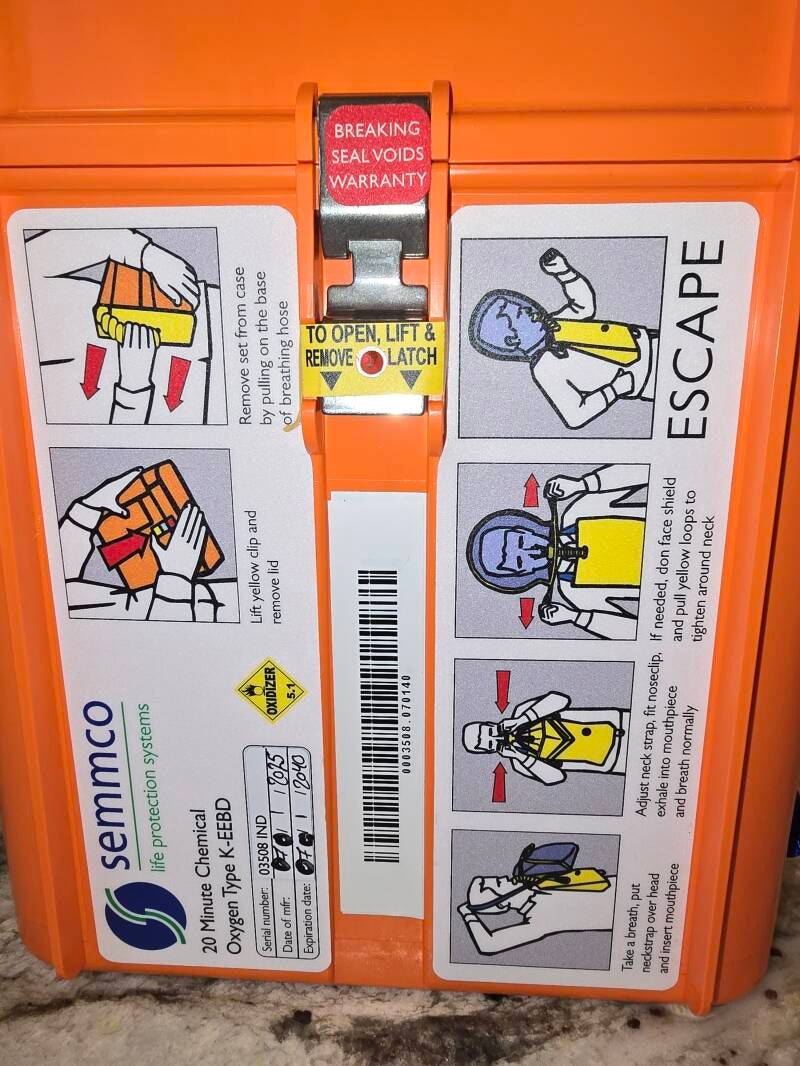 BREAKING
SEAL VOIDS
WARRANTY
TO OPEN, LIFT &
REMOVE LATCH
semmco
life protection systems
20 Minute Chemical
Oxygen Type K-EEBD
Serial number: 03508 IND
Date of mfr: / 2025
Expiration date: / 2040
OXIDIZER
5.1
Lift yellow clip and
remove lid
Remove set from case
by pulling on the base
of breathing hose
0003508.070140
Take a breath, put
neckstrap over head
and insert mouthpiece
Adjust neck strap, fit noseclip,
exhale into mouthpiece
and breath normally
If needed, don face shield
and pull yellow loops to
tighten around neck
ESCAPE